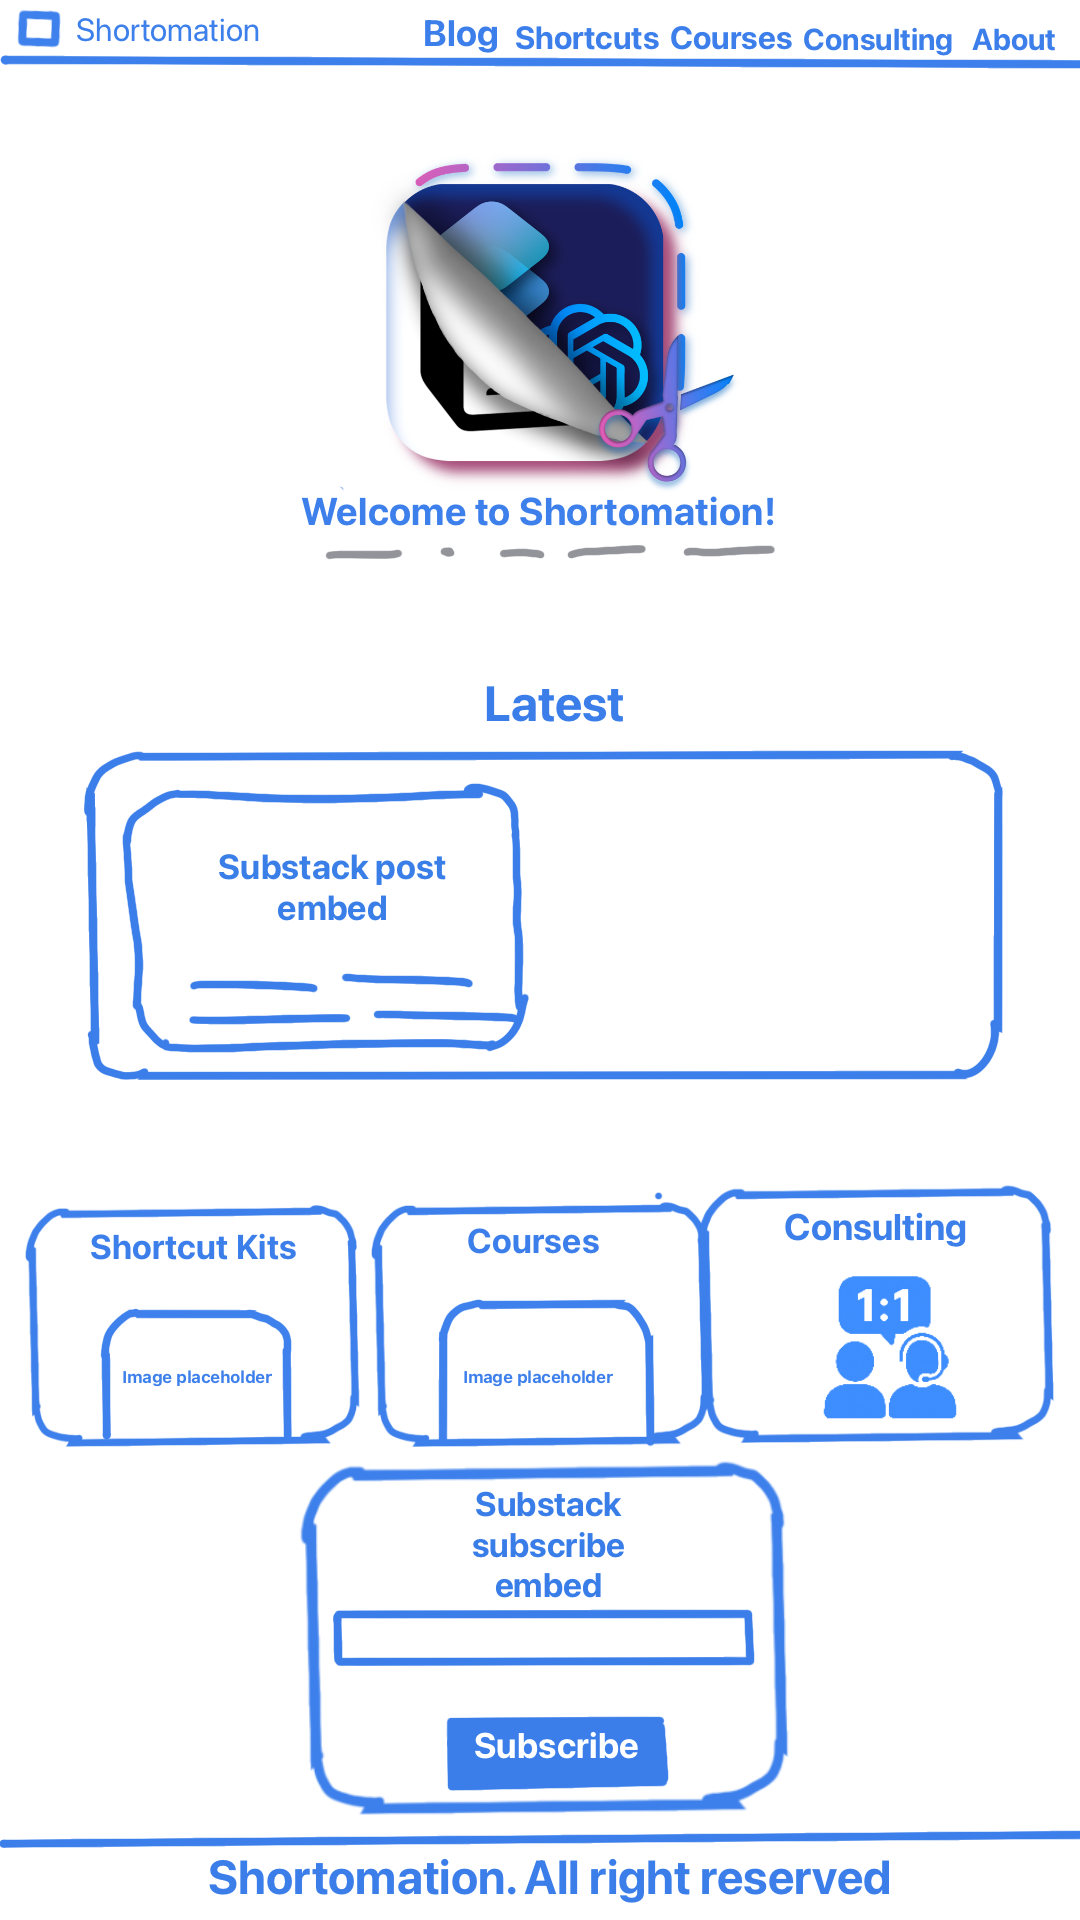 Shortomation
Blog Shortcuts Courses Consulting About
Welcome to Shortomation!
Latest
Substack post
embed
Shortcut Kits
Image placeholder
Courses
Image placeholder
Consulting
1:1
Substack
subscribe
embed
Subscribe
Shortomation. All right reserved